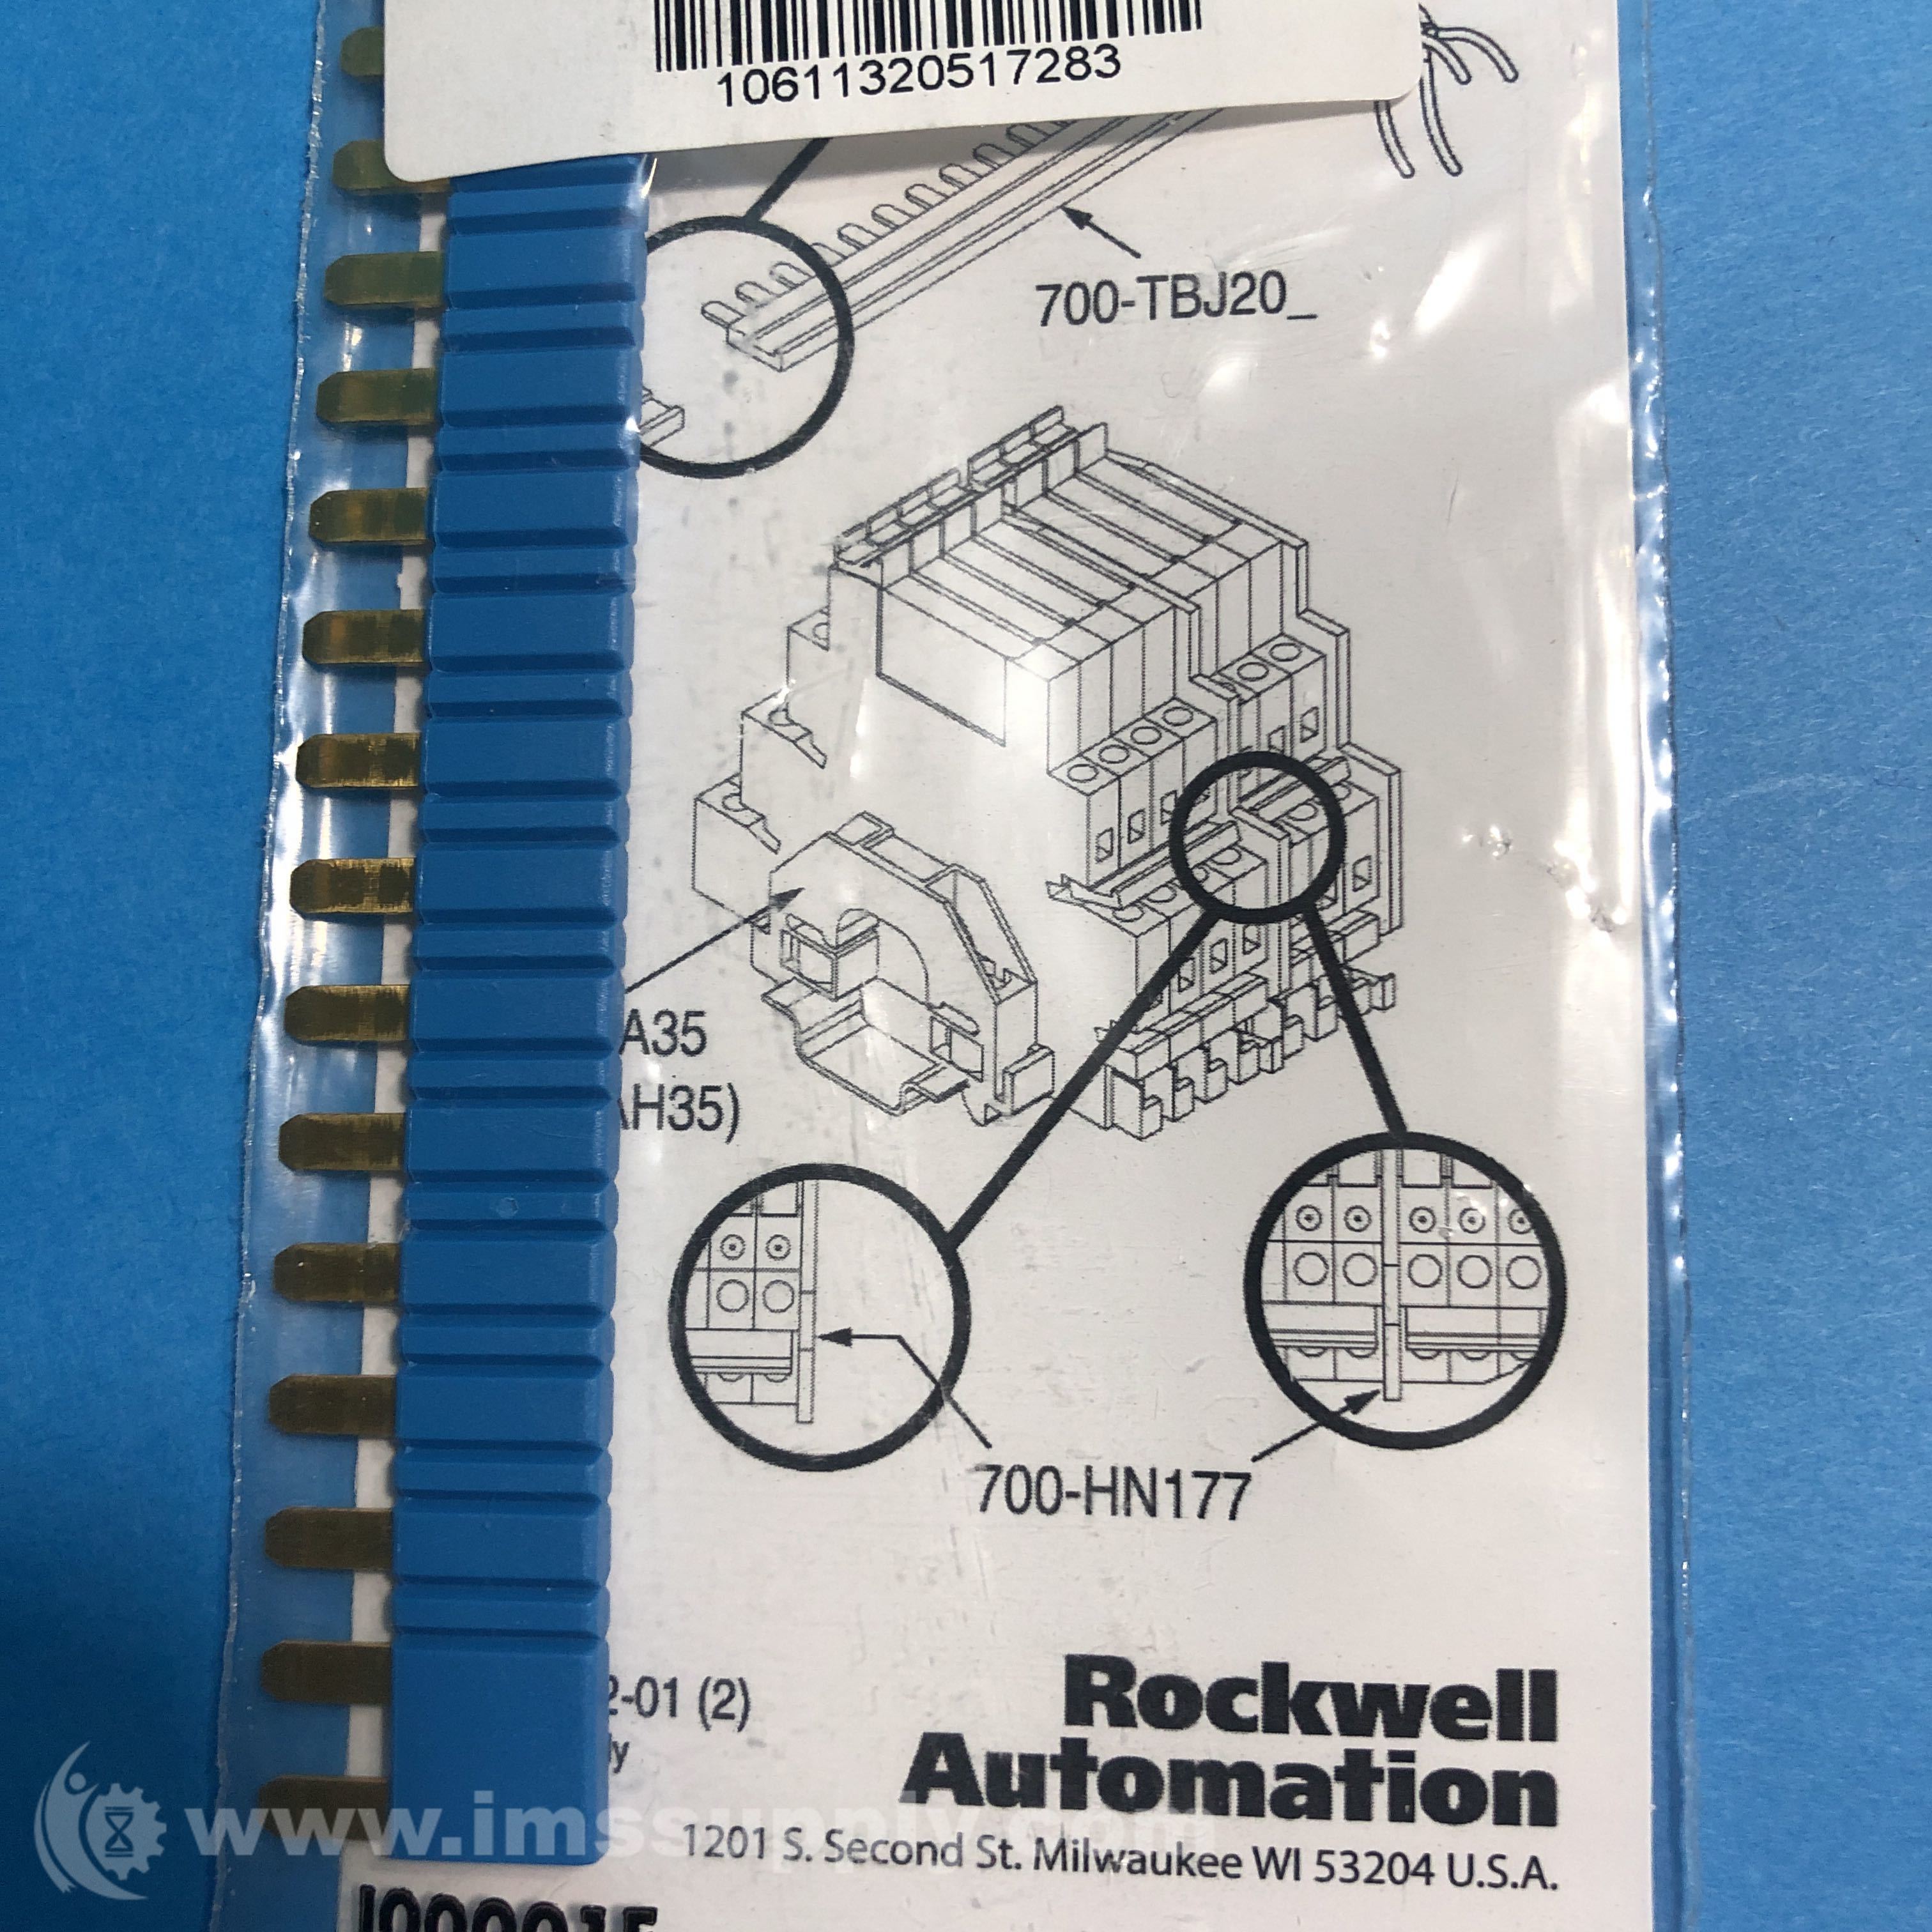 10611320517283
700-TBJ20_
A35
AH35)
700-HN177
2-01 (2)
Rockwell
Automation
www.imssupply.com
1201 S. Second St. Milwaukee WI 53204 U.S.A.